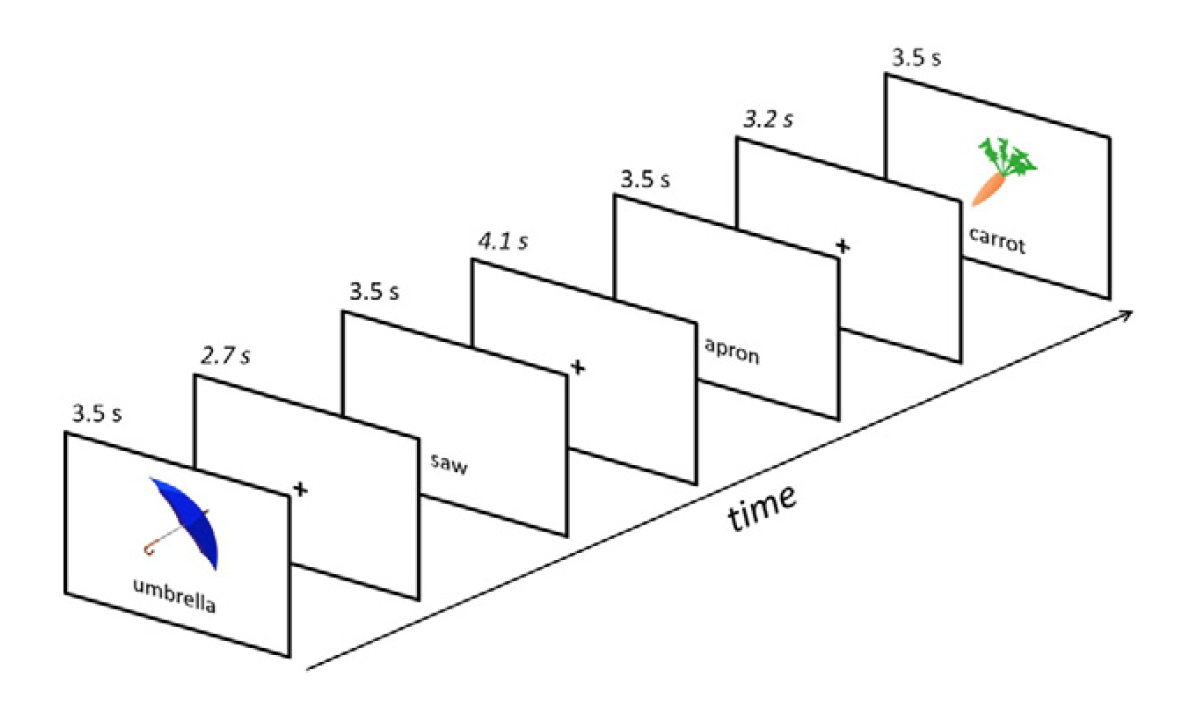 3.5 s
umbrella
2.7 s
+
3.5 s
saw
4.1 s
+
3.5 s
apron
3.2 s
+
3.5 s
carrot
time